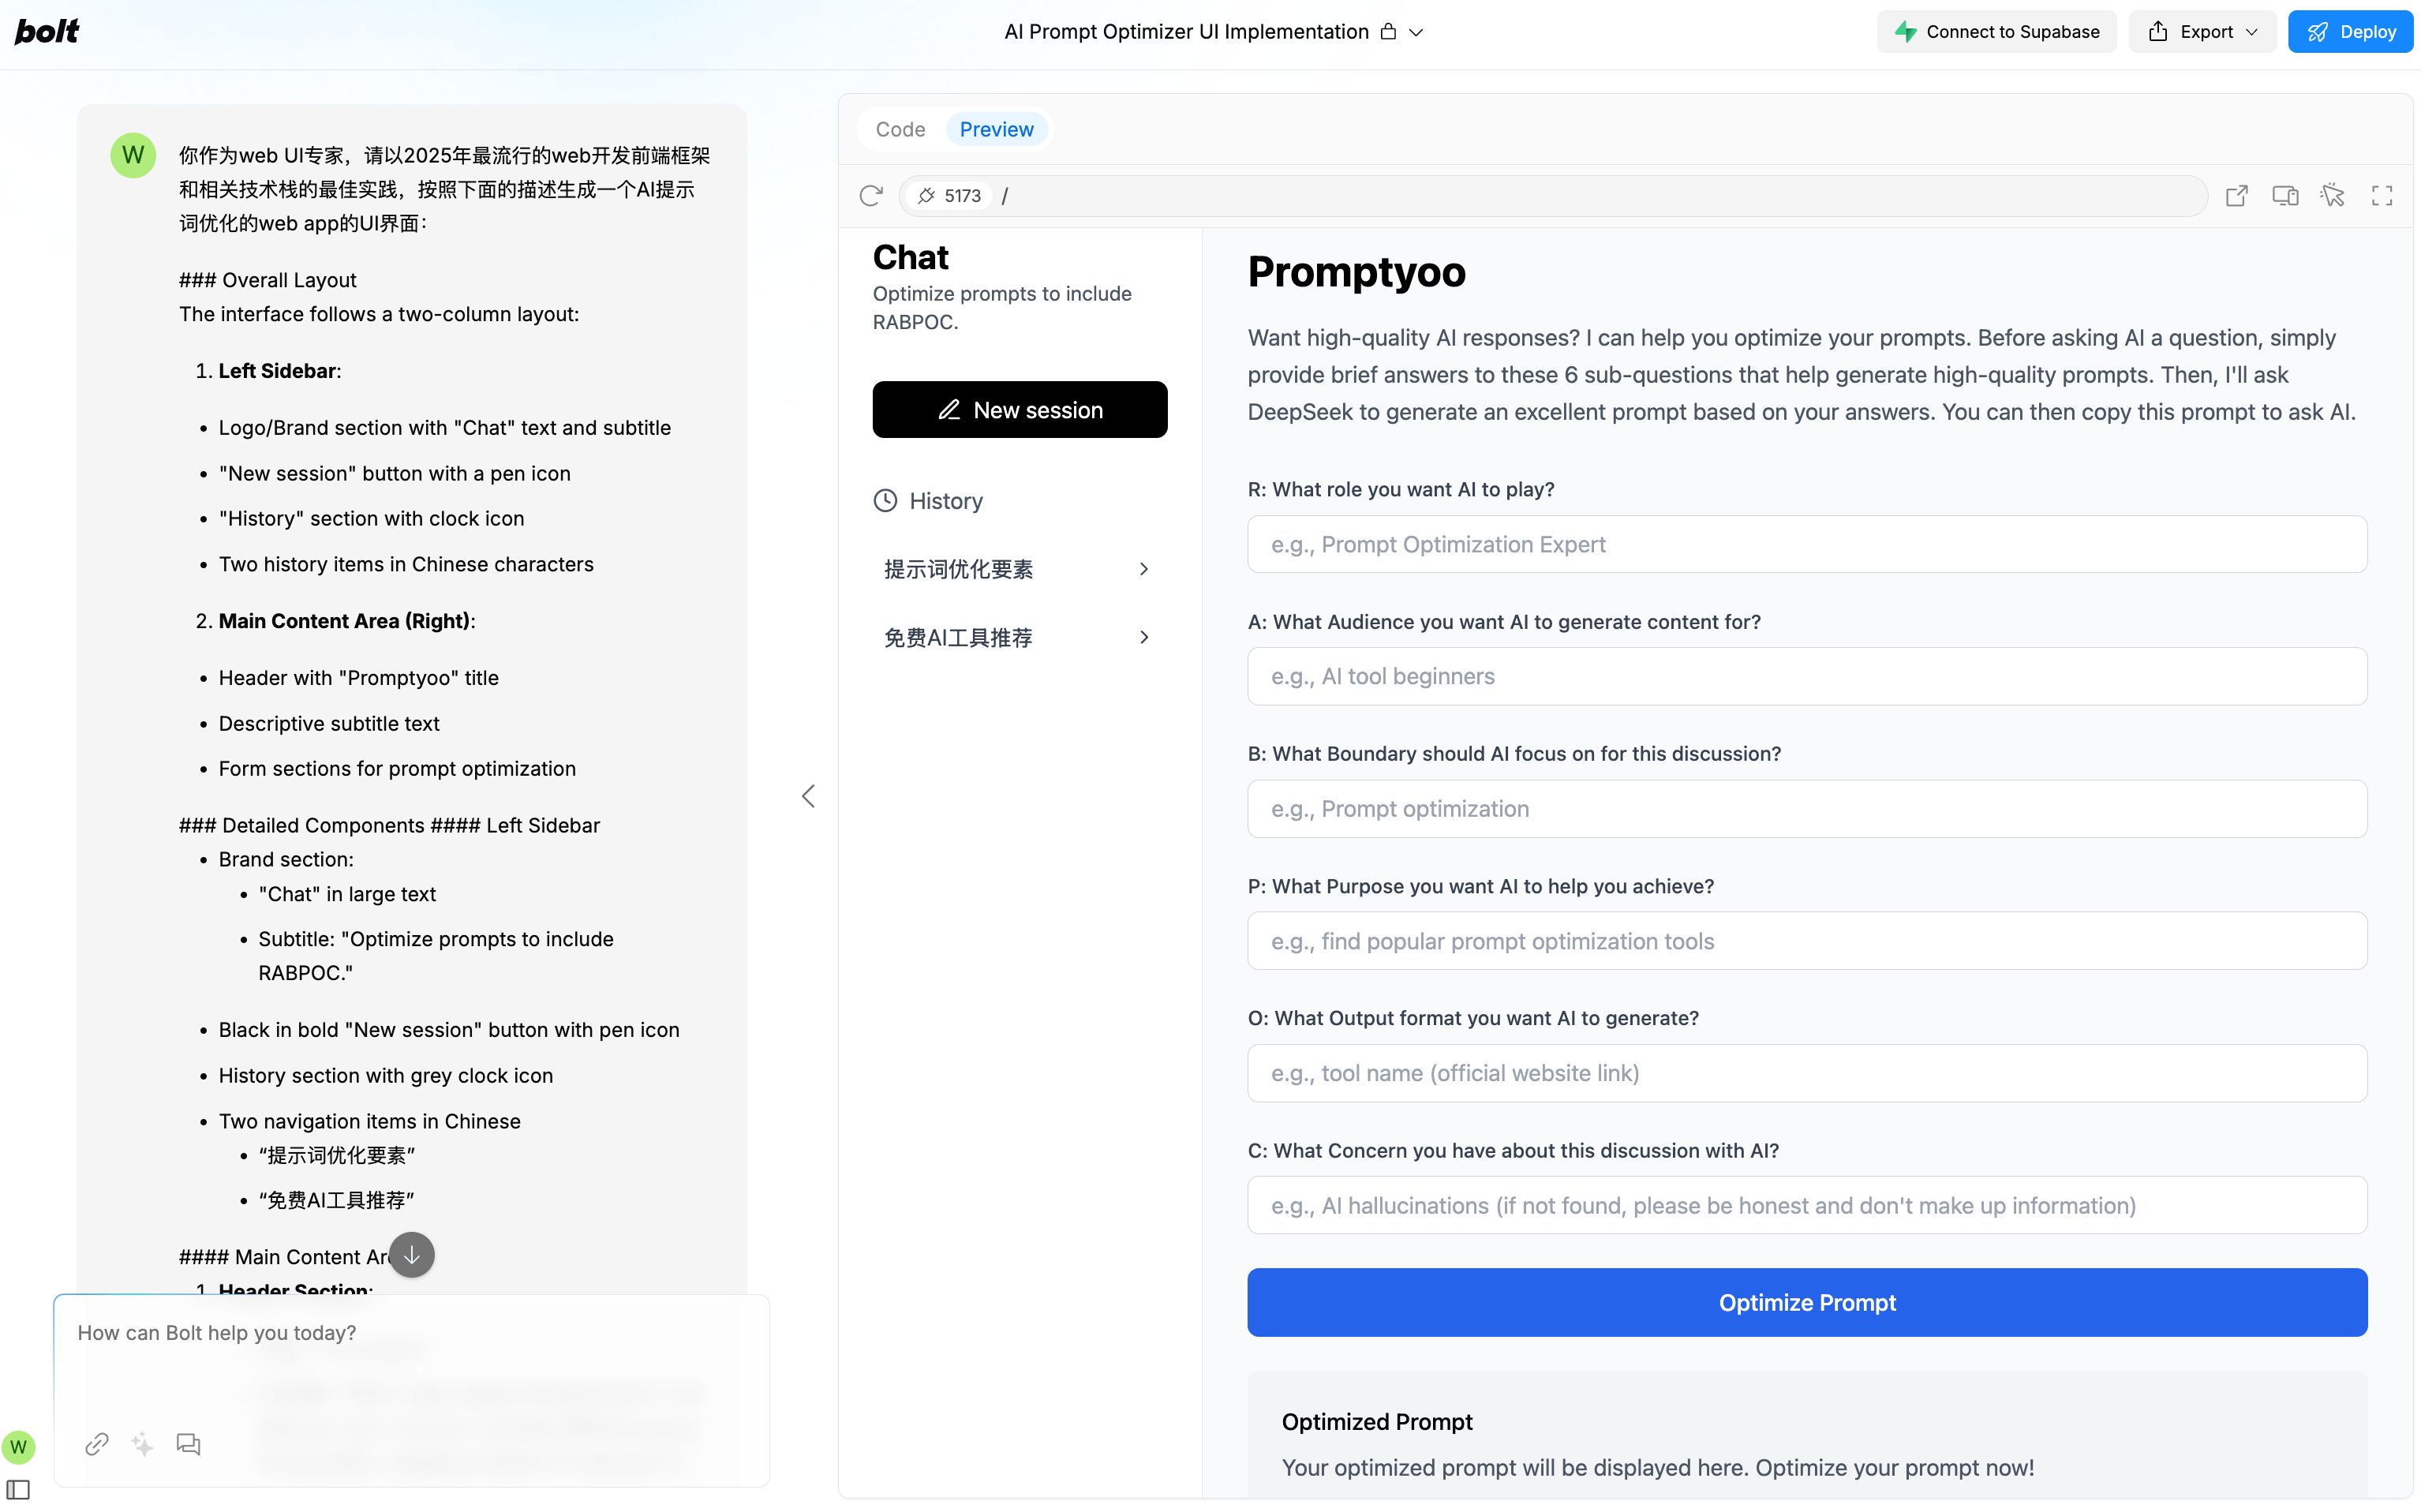 bolt
AI Prompt Optimizer UI Implementation
Connect to Supabase
Export
Deploy
W
你作为web UI专家，请以2025年最流行的web开发前端框架
和相关技术栈的最佳实践，按照下面的描述生成一个AI提示
词优化的web app的UI界面：
### Overall Layout
The interface follows a two-column layout:
1. Left Sidebar:
• Logo/Brand section with "Chat" text and subtitle
• "New session" button with a pen icon
• "History" section with clock icon
• Two history items in Chinese characters
2. Main Content Area (Right):
• Header with "Promptyoo" title
• Descriptive subtitle text
• Form sections for prompt optimization
### Detailed Components #### Left Sidebar
• Brand section:
• "Chat" in large text
• Subtitle: "Optimize prompts to include
RABPOC."
• Black in bold "New session" button with pen icon
• History section with grey clock icon
• Two navigation items in Chinese
• “提示词优化要素”
• “免费AI工具推荐”
#### Main Content Are
1. Header Section:
How can Bolt help you today?
W
Code
Preview
5173
/
Chat
Optimize prompts to include
RABPOC.
New session
History
提示词优化要素
免费AI工具推荐
Promptyoo
Want high-quality AI responses? I can help you optimize your prompts. Before asking AI a question, simply
provide brief answers to these 6 sub-questions that help generate high-quality prompts. Then, I'll ask
DeepSeek to generate an excellent prompt based on your answers. You can then copy this prompt to ask AI.
R: What role you want AI to play?
e.g., Prompt Optimization Expert
A: What Audience you want AI to generate content for?
e.g., AI tool beginners
B: What Boundary should AI focus on for this discussion?
e.g., Prompt optimization
P: What Purpose you want AI to help you achieve?
e.g., find popular prompt optimization tools
O: What Output format you want AI to generate?
e.g., tool name (official website link)
C: What Concern you have about this discussion with AI?
e.g., AI hallucinations (if not found, please be honest and don't make up information)
Optimize Prompt
Optimized Prompt
Your optimized prompt will be displayed here. Optimize your prompt now!